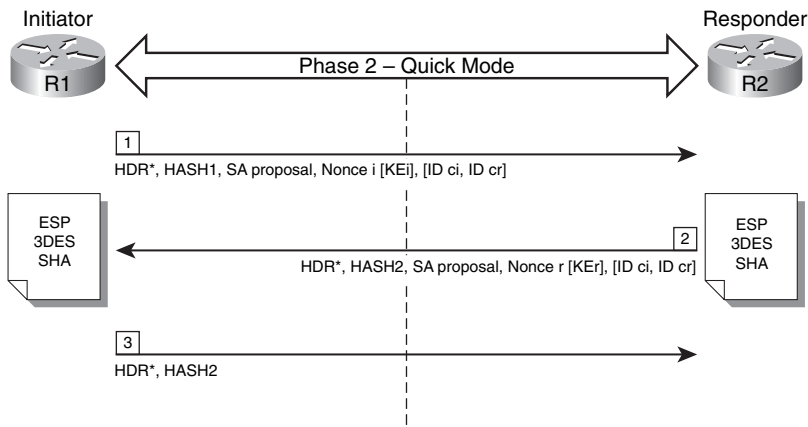 Initiator
Responder
Phase 2 – Quick Mode
R1
R2
1
HDR*, HASH1, SA proposal, Nonce i [KEi], [ID ci, ID cr]
ESP
3DES
SHA
2
HDR*, HASH2, SA proposal, Nonce r [KEr], [ID ci, ID cr]
ESP
3DES
SHA
3
HDR*, HASH2